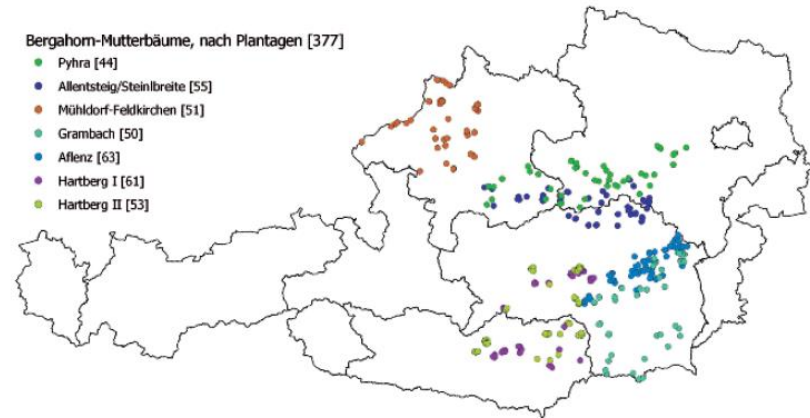 Bergahorn-Mutterbäume, nach Plantagen [377]
Pyhra [44]
Allentsteig/Steinlbreite [55]
Mühldorf-Feldkirchen [51]
Grambach [50]
Aflenz [63]
Hartberg I [61]
Hartberg II [53]